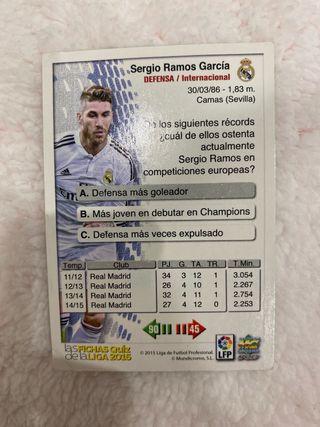 Sergio Ramos García
DEFENSA / Internacional
30/03/86 - 1,83 m.
Camas (Sevilla)
De los siguientes récords
¿cuál de ellos ostenta
actualmente
Sergio Ramos en
competiciones europeas?
A. Defensa más goleador
B. Más joven en debutar en Champions
C. Defensa más veces expulsado
Temp. Club PJ. G. TA. TR. T.Min.
11/12 Real Madrid 34 3 12 1 3.054
12/13 Real Madrid 26 4 10 1 2.267
13/14 Real Madrid 32 4 11 3 2.754
14/15 Real Madrid 27 4 12 0 2.253
90 45
las FICHAS QUIZ
de la LIGA 2015
© 2015 Liga de Fútbol Profesional.
© Mundicromo, S.L.
LFP